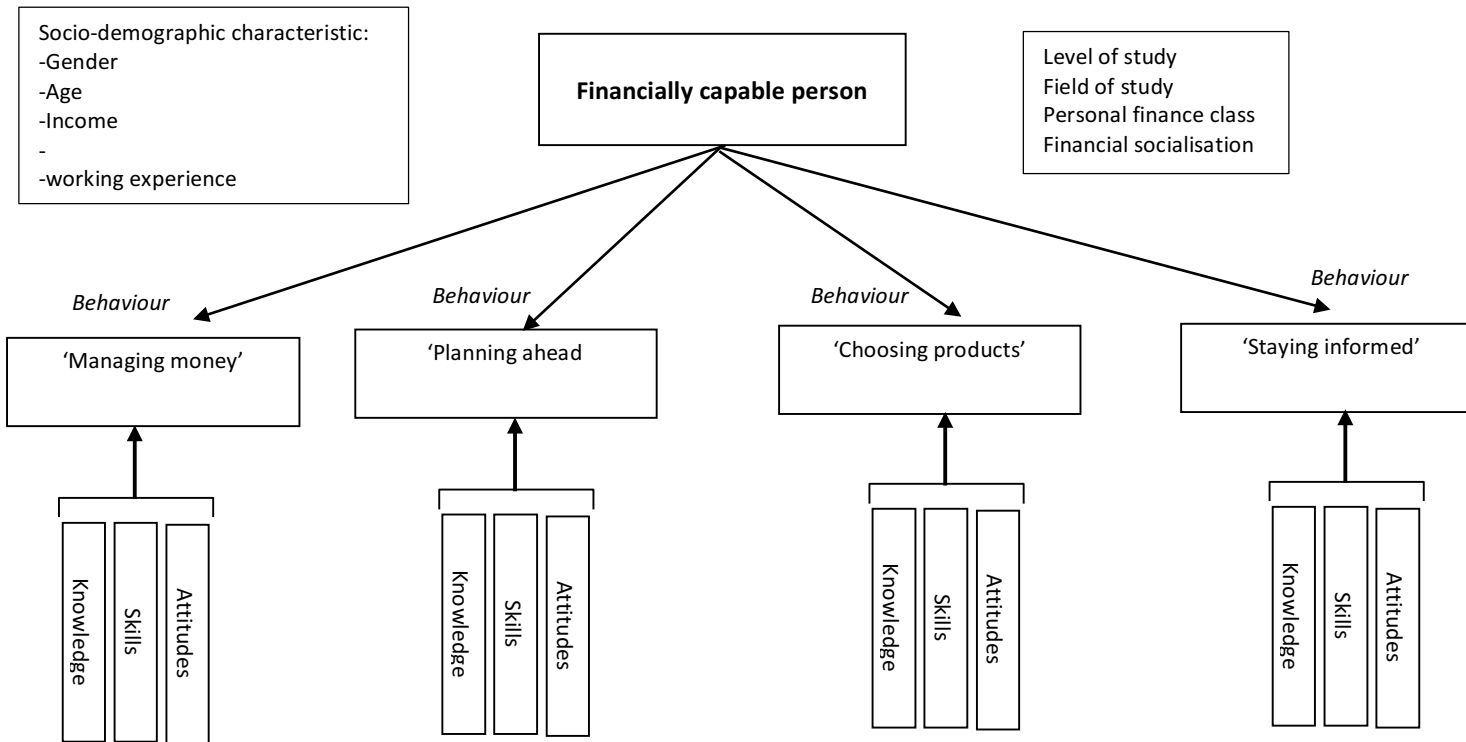 Socio-demographic characteristic:
-Gender
-Age
-Income
-
-working experience
Financially capable person
Level of study
Field of study
Personal finance class
Financial socialisation
Behaviour
Behaviour
Behaviour
Behaviour
‘Managing money’
‘Planning ahead
‘Choosing products’
‘Staying informed’
Knowledge
Skills
Attitudes
Knowledge
Skills
Attitudes
Knowledge
Skills
Attitudes
Knowledge
Skills
Attitudes